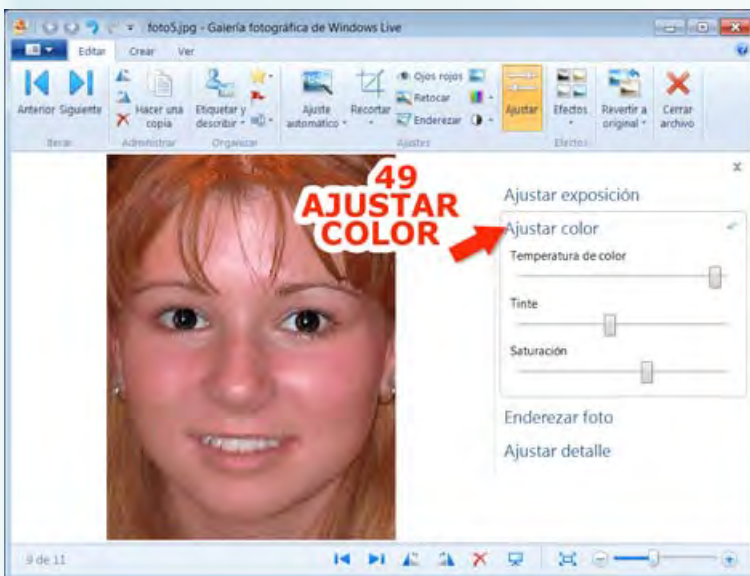 foto5.jpg - Galería fotográfica de Windows Live
Editar Crear Ver
Anterior Siguiente
Hacer una copia
Etiquetar y describir
Ajuste automático
Recortar
Ojos rojos
Retocar
Enderezar
Ajustar
Efectos
Revertir a original
Cerrar archivo
Iterar Administrar Organizar Ajustes Efectos
49
AJUSTAR
COLOR
Ajustar exposición
Ajustar color
Temperatura de color
Tinte
Saturación
Enderezar foto
Ajustar detalle
9 de 11